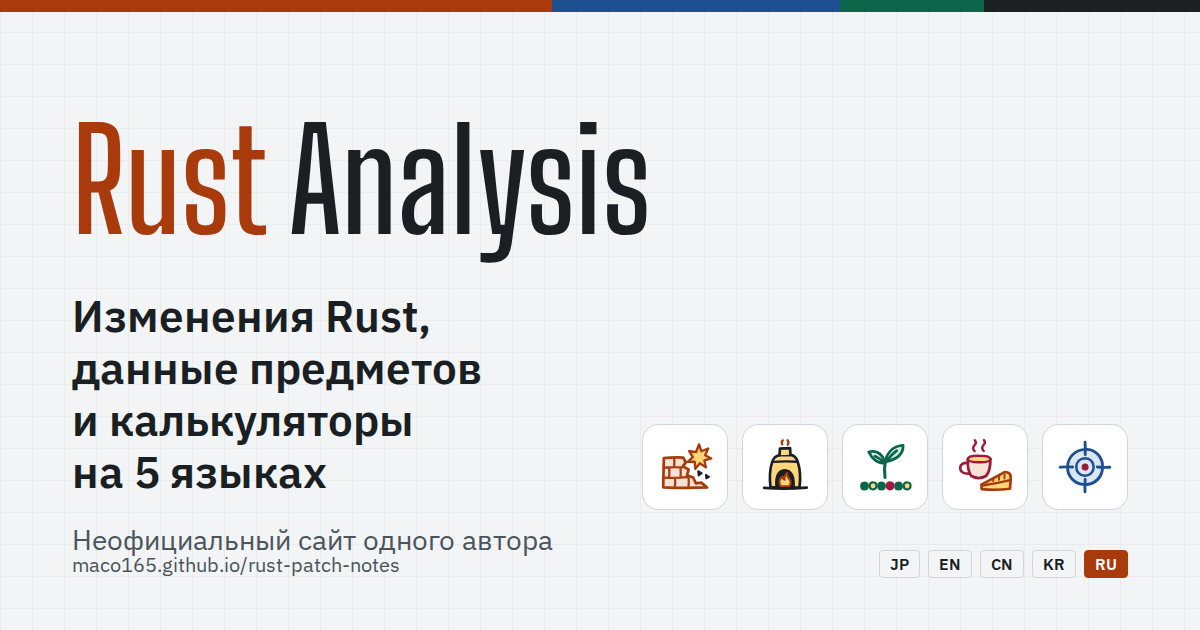 Rust Analysis
Изменения Rust,
данные предметов
и калькуляторы
на 5 языках
Неофициальный сайт одного автора
maco165.github.io/rust-patch-notes
JP EN CN KR RU